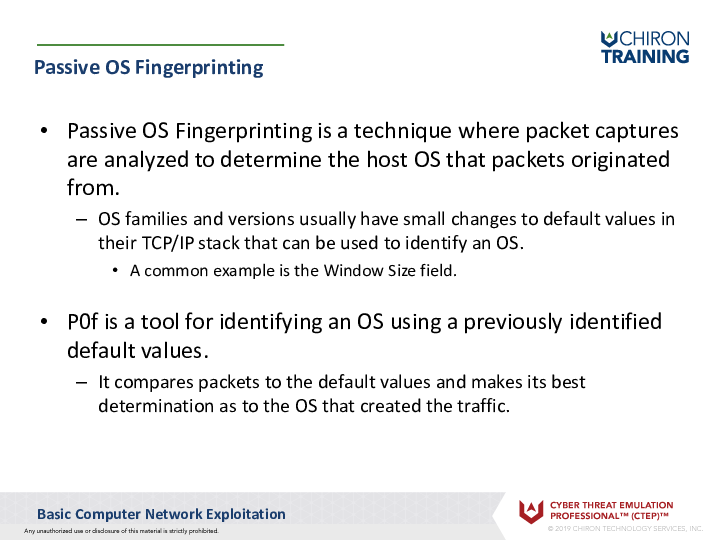 CHIRON
TRAINING
Passive OS Fingerprinting
• Passive OS Fingerprinting is a technique where packet captures
are analyzed to determine the host OS that packets originated
from.
– OS families and versions usually have small changes to default values in
their TCP/IP stack that can be used to identify an OS.
• A common example is the Window Size field.
• P0f is a tool for identifying an OS using a previously identified
default values.
– It compares packets to the default values and makes its best
determination as to the OS that created the traffic.
Basic Computer Network Exploitation
CYBER THREAT EMULATION
PROFESSIONAL™ (CTEP)™
Any unauthorized use or disclosure of this material is strictly prohibited.
© 2019 CHIRON TECHNOLOGY SERVICES, INC.